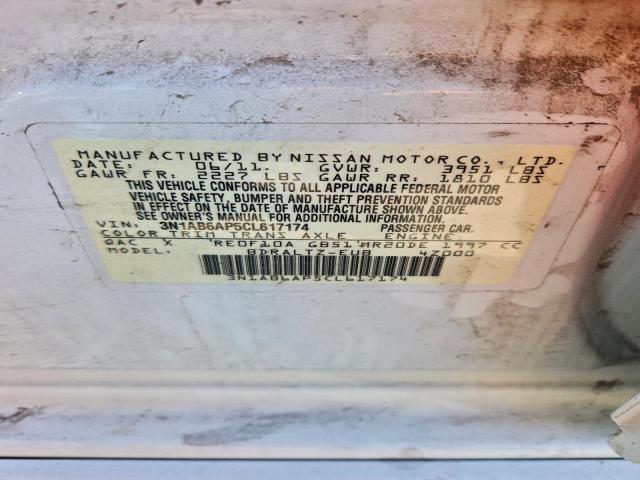 MANUFACTURED BY NISSAN MOTOR CO., LTD.
DATE: 06/11. GVWR: 3951 LBS
GAWR FR: 2227 LBS GAWR RR: 1810 LBS
THIS VEHICLE CONFORMS TO ALL APPLICABLE FEDERAL MOTOR
VEHICLE SAFETY, BUMPER AND THEFT PREVENTION STANDARDS
IN EFFECT ON THE DATE OF MANUFACTURE SHOWN ABOVE.
SEE OWNER'S MANUAL FOR ADDITIONAL INFORMATION.
VIN: 3N1AB6AP5CL617174 PASSENGER CAR.
COLOR TRIM TRANS AXLE ENGINE
QAC X RE0F10A GB51 MR20DE 1997 CC
MODEL: BDRALTZ-EUB 4Z000
3N1AB6AP5CL617174